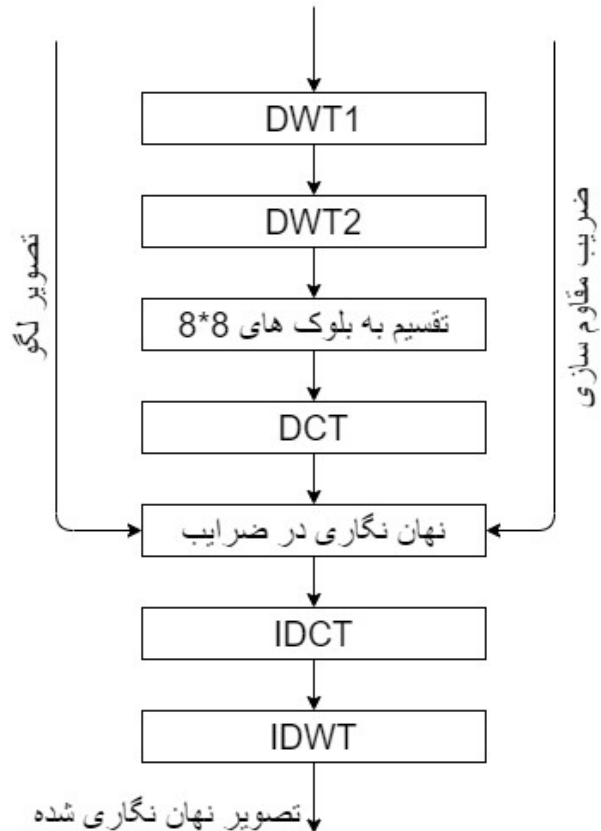 DWT1
DWT2
تقسیم به بلوک های 8*8
DCT
تصویر لگو
ضریب مقاوم سازی
نهان نگاری در ضرایب
IDCT
IDWT
تصویر نهان نگاری شده